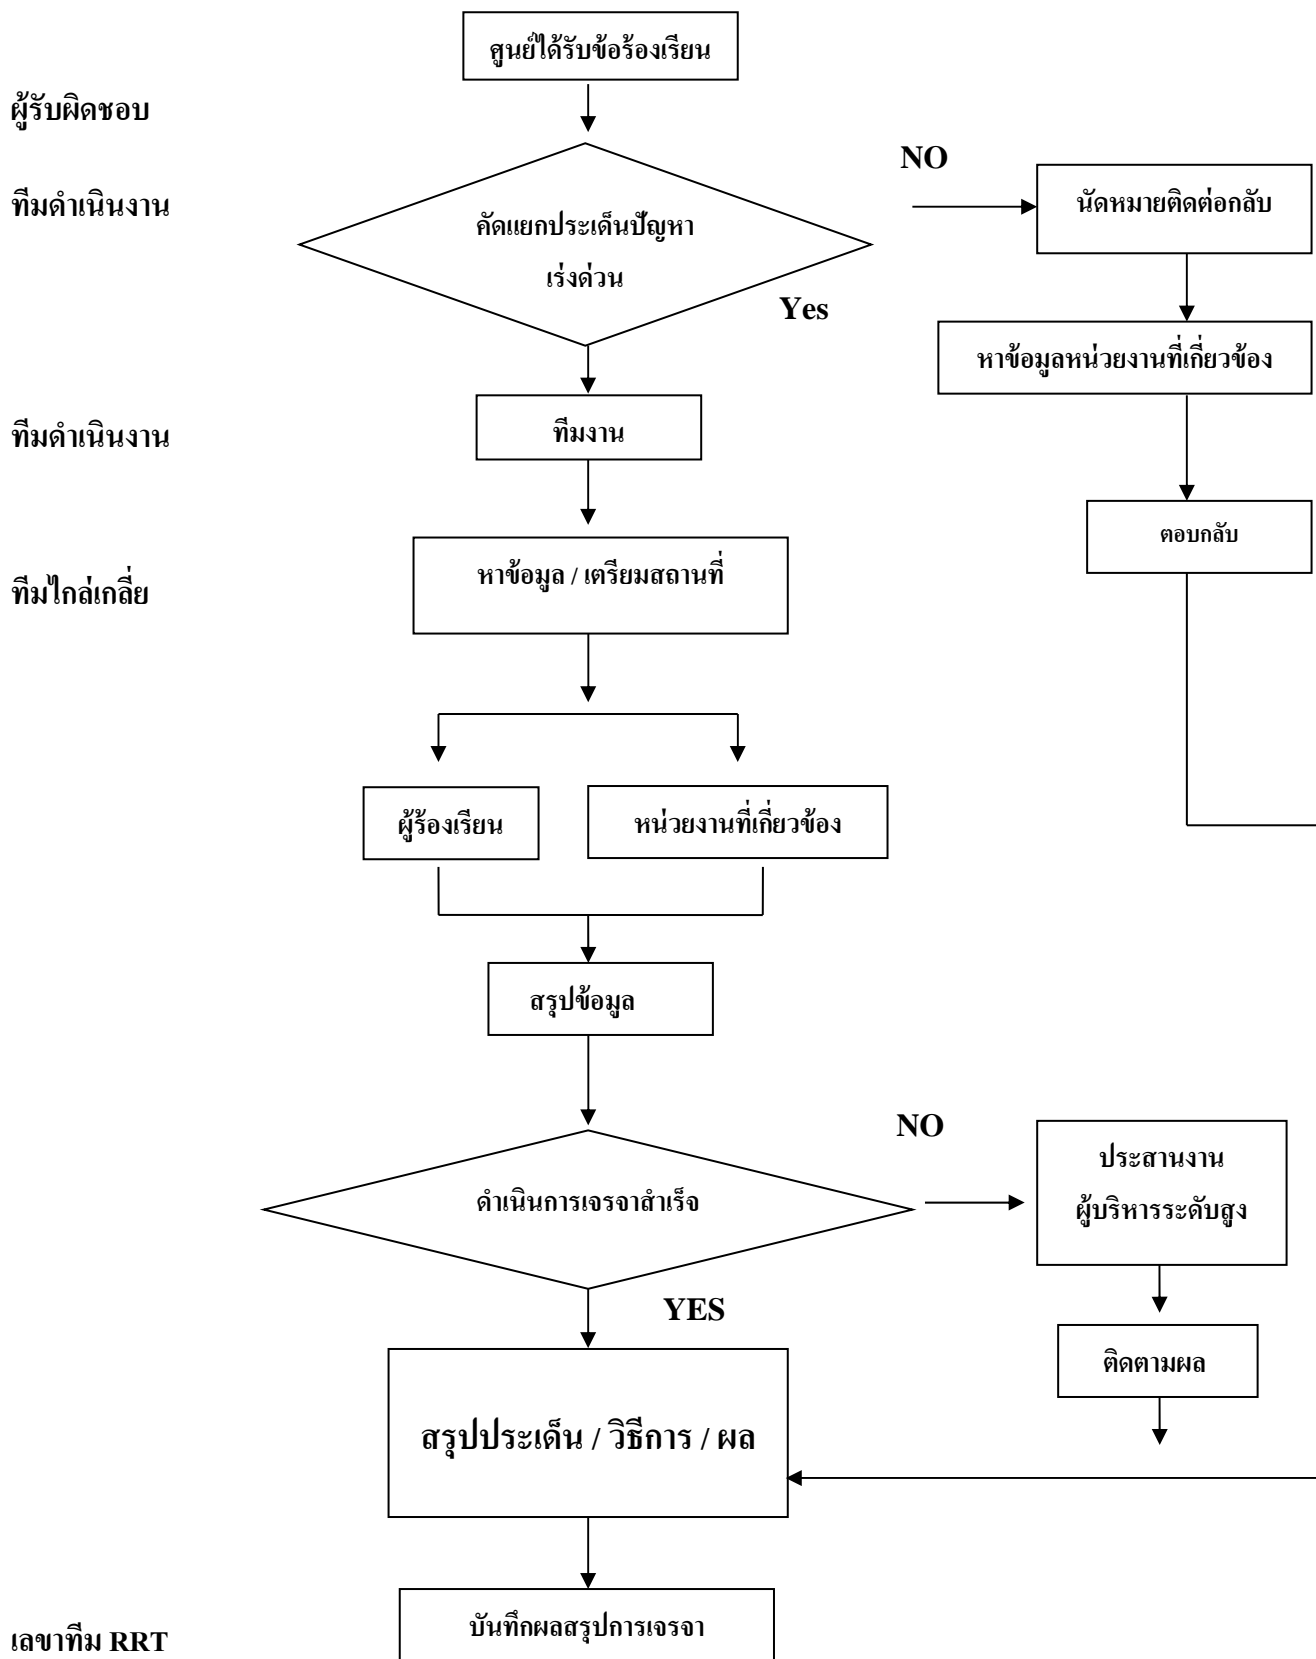 ศูนย์ได้รับข้อร้องเรียน
ผู้รับผิดชอบ
NO
ทีมดำเนินงาน
นัดหมายติดต่อกลับ
คัดแยกประเด็นปัญหา
เร่งด่วน
Yes
หาข้อมูลหน่วยงานที่เกี่ยวข้อง
ทีมดำเนินงาน
ทีมงาน
ตอบกลับ
หาข้อมูล / เตรียมสถานที่
ทีมไกล่เกลี่ย
ผู้ร้องเรียน
หน่วยงานที่เกี่ยวข้อง
สรุปข้อมูล
NO
ประสานงาน
ผู้บริหารระดับสูง
ดำเนินการเจรจาสำเร็จ
YES
ติดตามผล
สรุปประเด็น / วิธีการ / ผล
บันทึกผลสรุปการเจรจา
เลขาทีม RRT